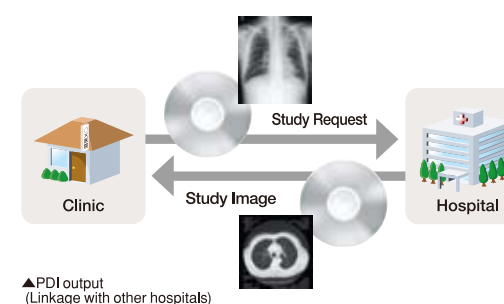 Study Request
Clinic
Study Image
Hospital
▲PDI output
(Linkage with other hospitals)